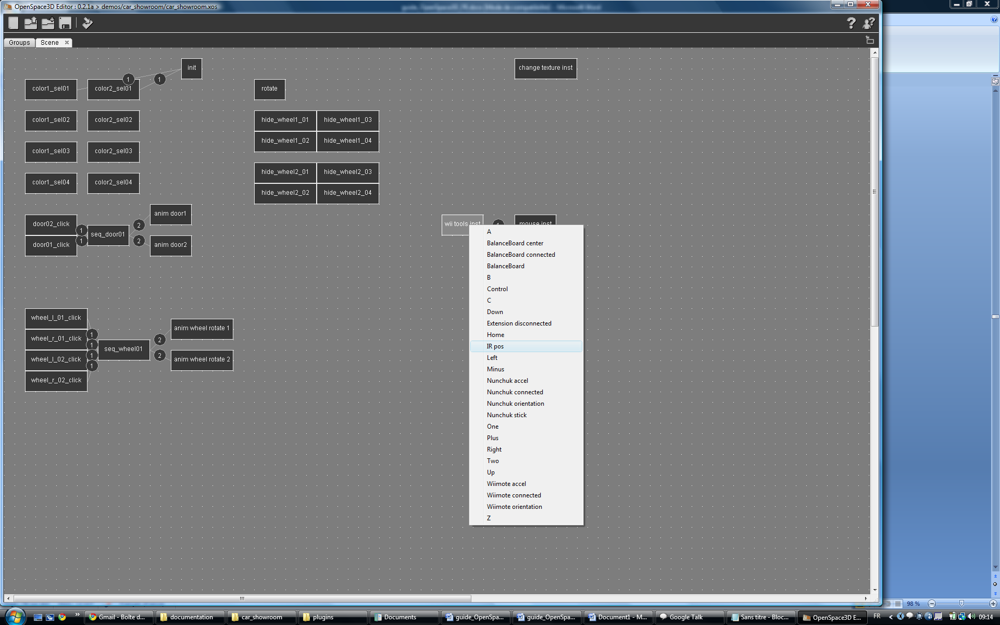 OpenSpace3D Editor : 0.2.1a > demos/car_showroom/car_showroom.xos
Groups
Scene
init
change texture inst
color1_sel01
color2_sel01
1
1
rotate
color1_sel02
color2_sel02
hide_wheel1_01
hide_wheel1_03
hide_wheel1_02
hide_wheel1_04
color1_sel03
color2_sel03
hide_wheel2_01
hide_wheel2_03
color1_sel04
color2_sel04
hide_wheel2_02
hide_wheel2_04
anim door1
door02_click
1
seq_door01
2
door01_click
1
2
anim door2
wii tools inst
mouse inst
A
BalanceBoard center
BalanceBoard connected
BalanceBoard
B
Control
C
Down
Extension disconnected
Home
IR pos
Left
Minus
Nunchuk accel
Nunchuk connected
Nunchuk orientation
Nunchuk stick
One
Plus
Right
Two
Up
Wiimote accel
Wiimote connected
Wiimote orientation
Z
wheel_l_01_click
wheel_r_01_click
wheel_l_02_click
wheel_r_02_click
1
1
1
1
seq_wheel01
2
2
anim wheel rotate 1
anim wheel rotate 2
98 %
Gmail - Boîte d...
documentation
car_showroom
plugins
Documents
guide_OpenSpa...
guide_OpenSpa...
Document1 - M...
Google Talk
Sans titre - Bloc...
OpenSpace3D E...
FR
09:14